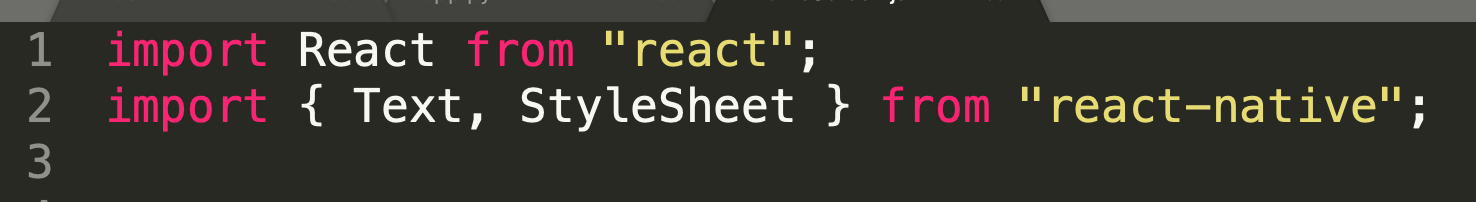 1 import React from "react";
2 import { Text, StyleSheet } from "react-native";
3